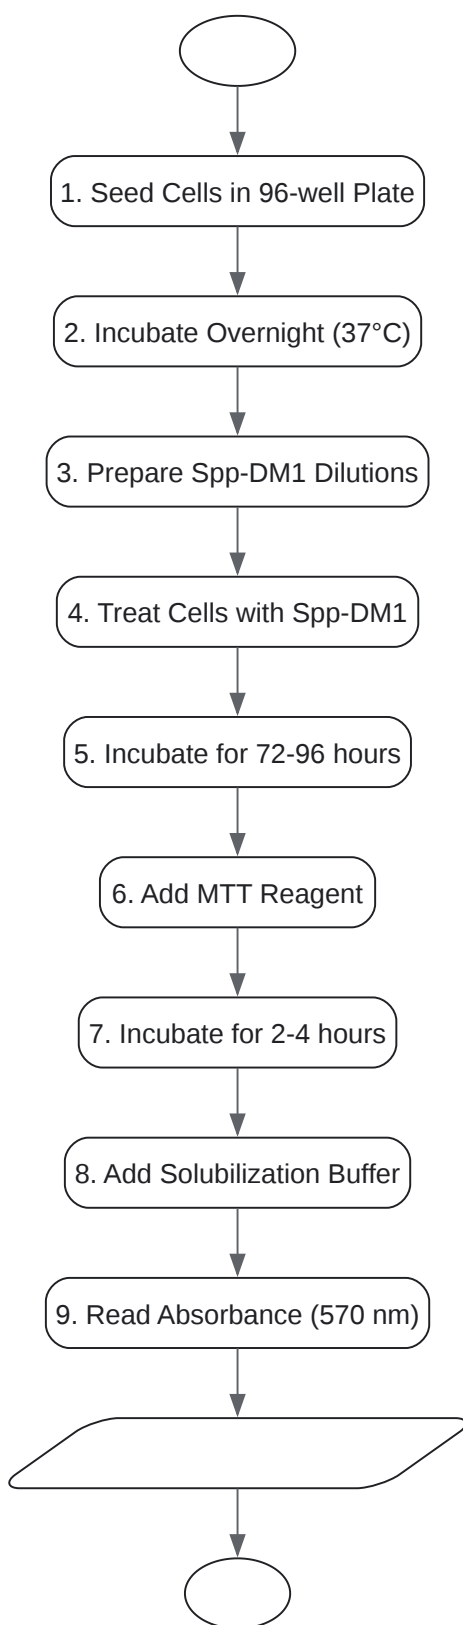 1. Seed Cells in 96-well Plate
2. Incubate Overnight (37°C)
3. Prepare Spp-DM1 Dilutions
4. Treat Cells with Spp-DM1
5. Incubate for 72-96 hours
6. Add MTT Reagent
7. Incubate for 2-4 hours
8. Add Solubilization Buffer
9. Read Absorbance (570 nm)